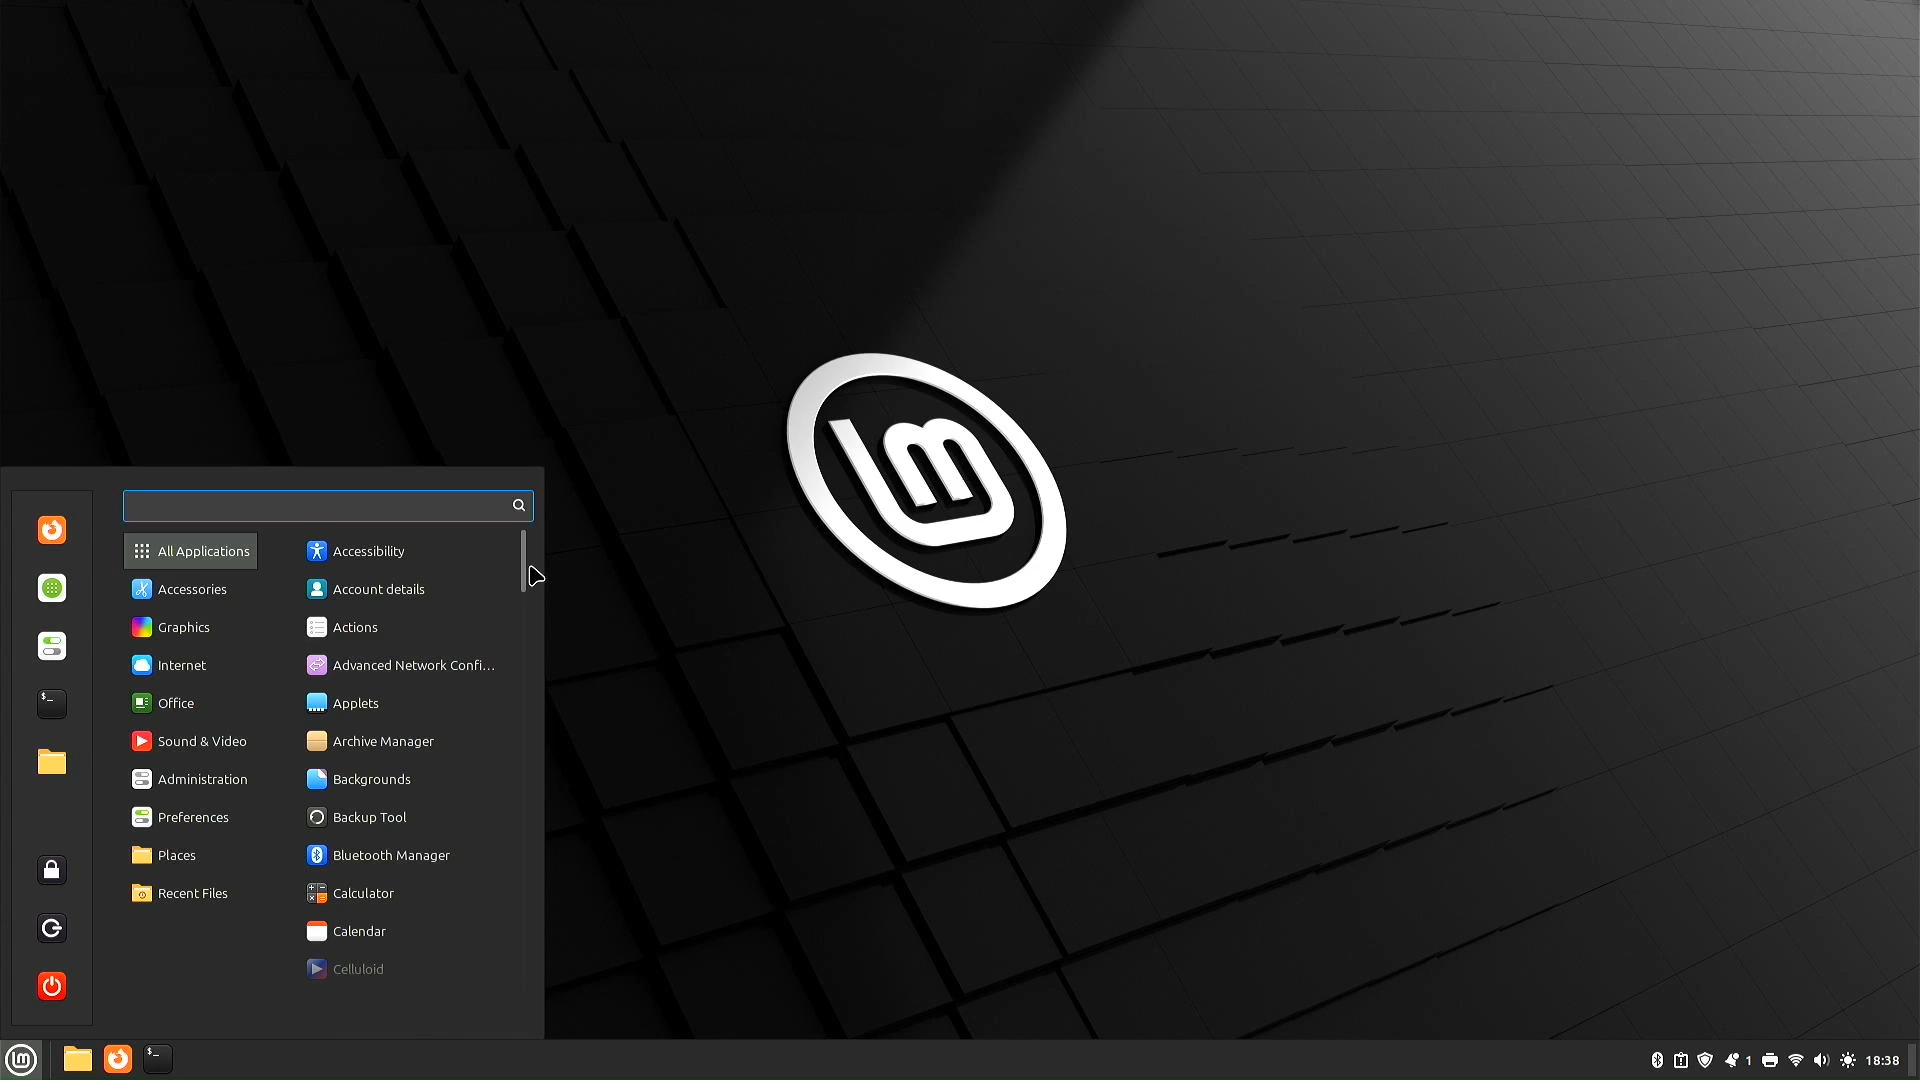 All Applications
Accessories
Graphics
Internet
Office
Sound & Video
Administration
Preferences
Places
Recent Files
Accessibility
Account details
Actions
Advanced Network Confi...
Applets
Archive Manager
Backgrounds
Backup Tool
Bluetooth Manager
Calculator
Calendar
Celluloid
1
18:38